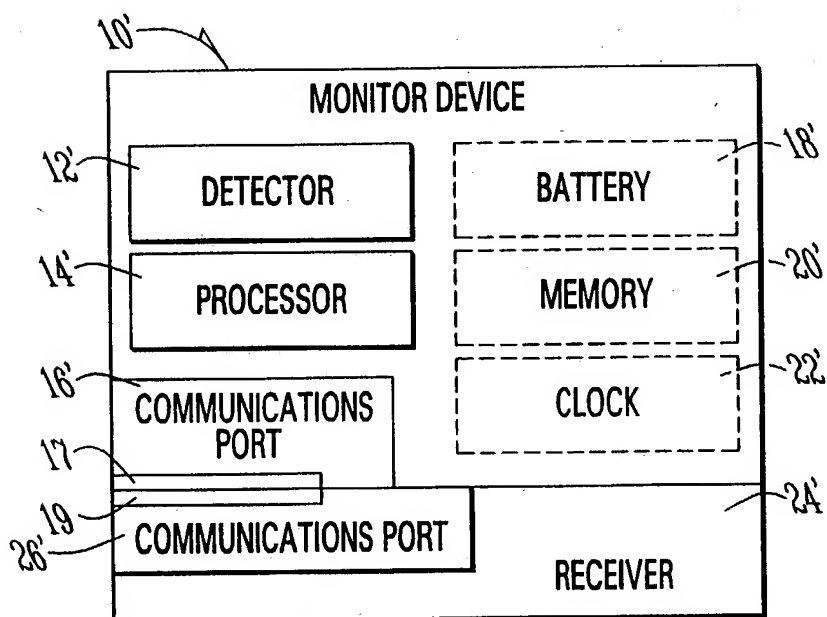 10'
MONITOR DEVICE
12'
DETECTOR
BATTERY
18'
14'
PROCESSOR
MEMORY
20'
16'
COMMUNICATIONS
PORT
CLOCK
22'
17
19
26'
COMMUNICATIONS PORT
24'
RECEIVER